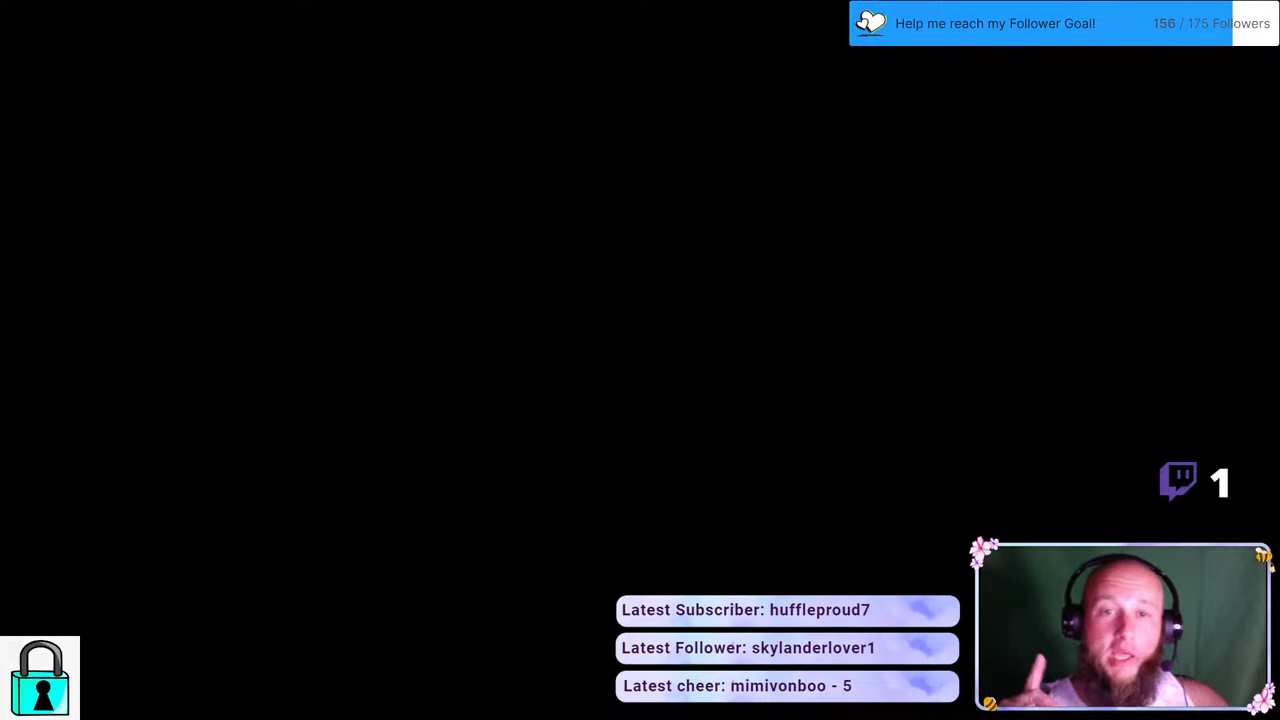 Help me reach my Follower Goal! 156 / 175 Followers
1
Latest Subscriber: huffleproud7
Latest Follower: skylanderlover1
Latest cheer: mimivonboo - 5